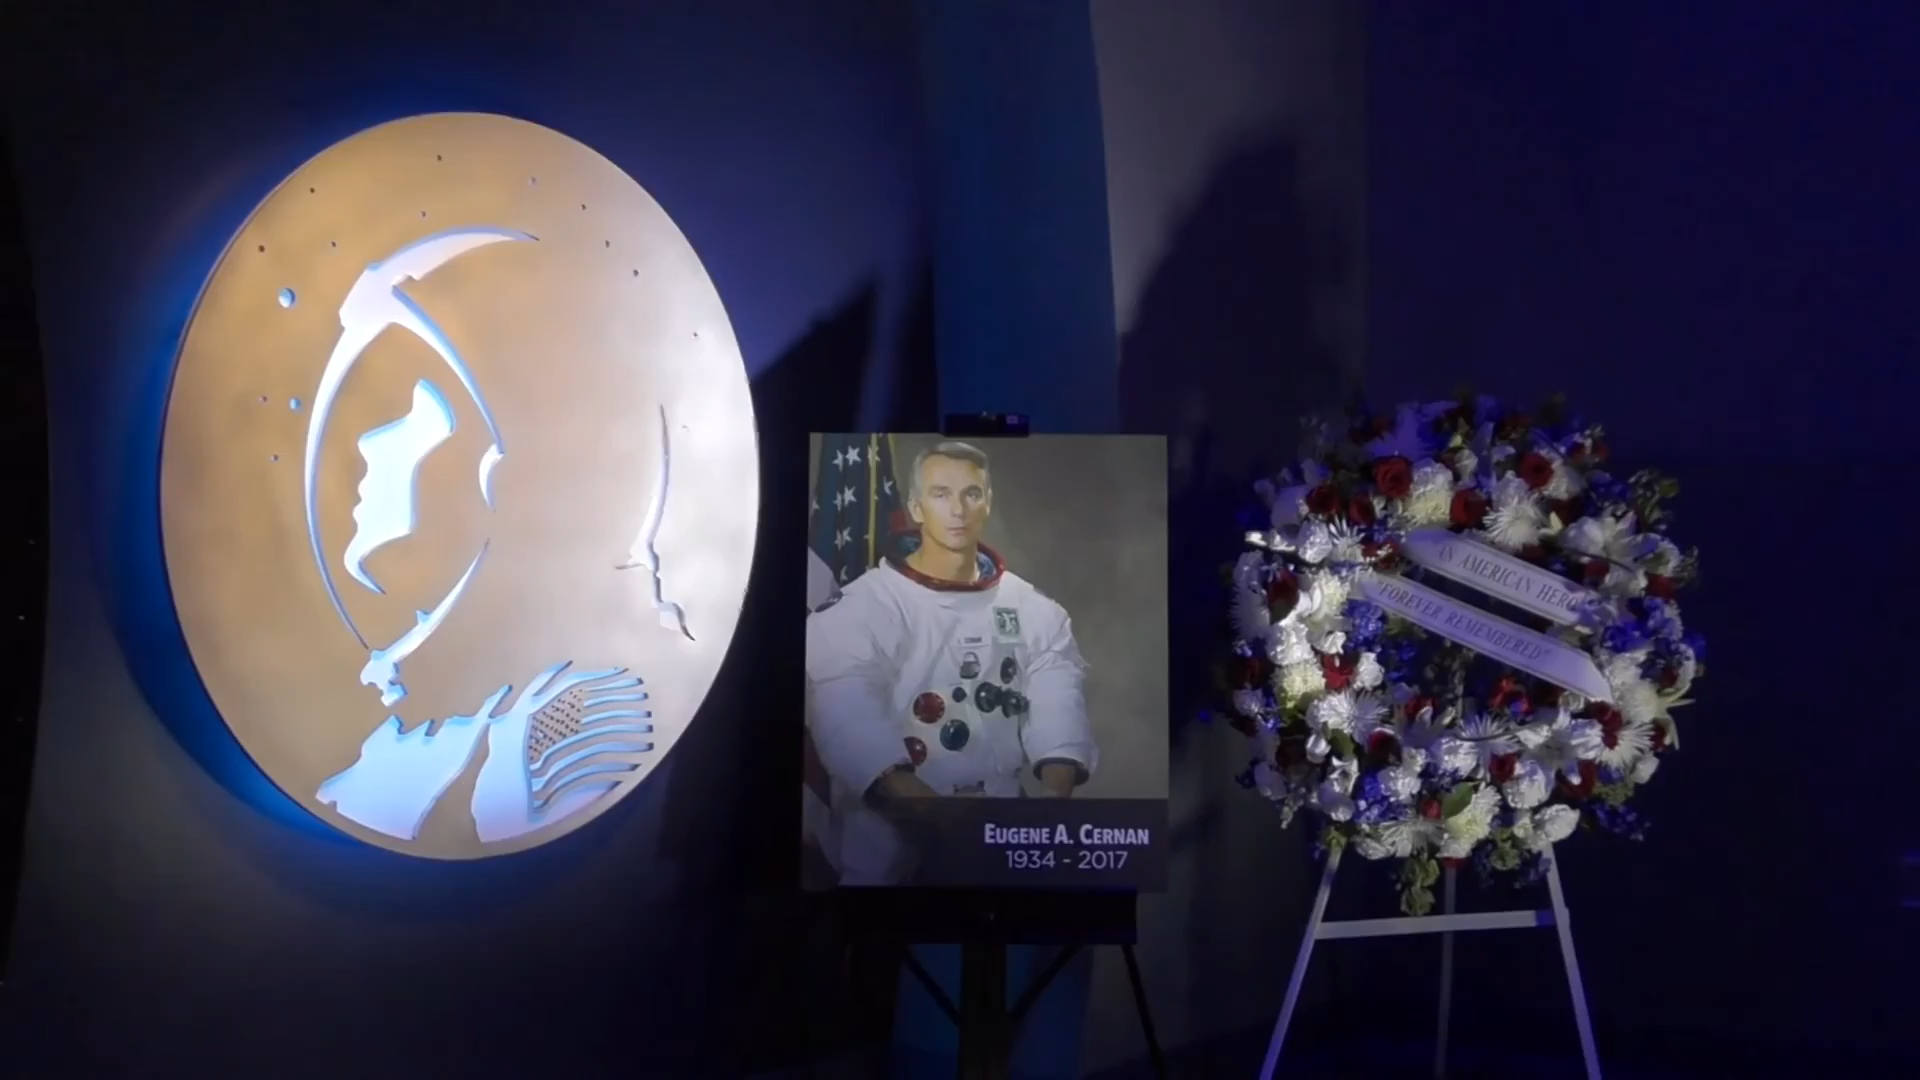 AN AMERICAN HERO
"FOREVER REMEMBERED"
EUGENE A. CERNAN
1934 - 2017